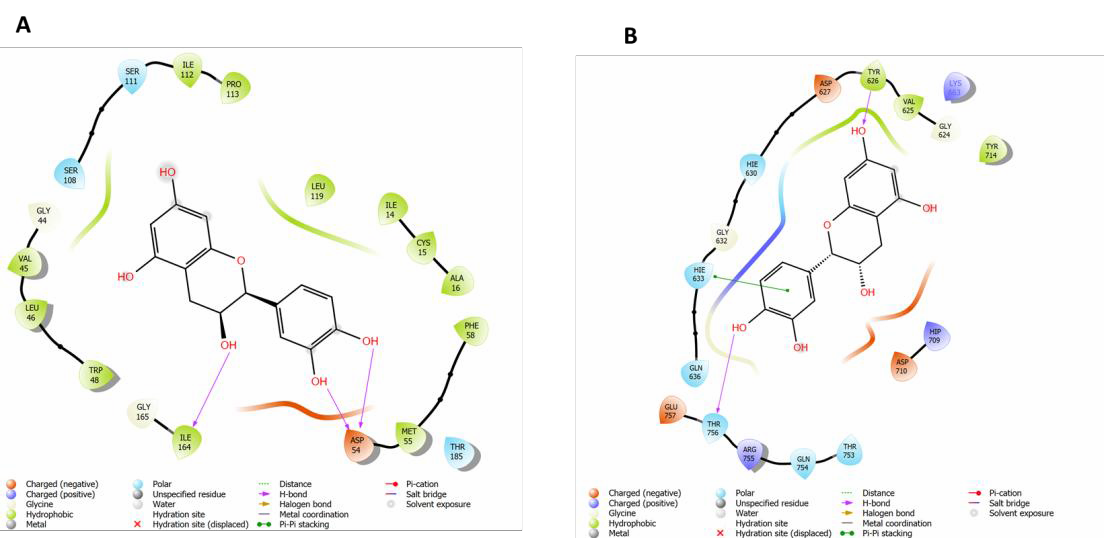 A
SER
111
ILE
112
PRO
113
SER
108
HO
LEU
119
GLY
44
ILE
14
VAL
45
CYS
15
HO
O
ALA
16
LEU
46
PHE
58
OH
OH
TRP
48
OH
GLY
165
ILE
164
ASP
54
MET
55
THR
185
Charged (negative)
Charged (positive)
Glycine
Hydrophobic
Metal
Polar
Unspecified residue
Water
Hydration site
Hydration site (displaced)
Distance
H-bond
Halogen bond
Metal coordination
Pi-Pi stacking
Pi-cation
Salt bridge
Solvent exposure
B
ASP
627
TYR
626
LYS
663
VAL
625
GLY
624
HO
TYR
714
HIE
630
OH
O
GLY
632
HIE
633
OH
HO
OH
HIP
709
ASP
710
GLN
636
GLU
757
THR
756
ARG
755
GLN
754
THR
753
Charged (negative)
Charged (positive)
Glycine
Hydrophobic
Metal
Polar
Unspecified residue
Water
Hydration site
Hydration site (displaced)
Distance
H-bond
Halogen bond
Metal coordination
Pi-Pi stacking
Pi-cation
Salt bridge
Solvent exposure